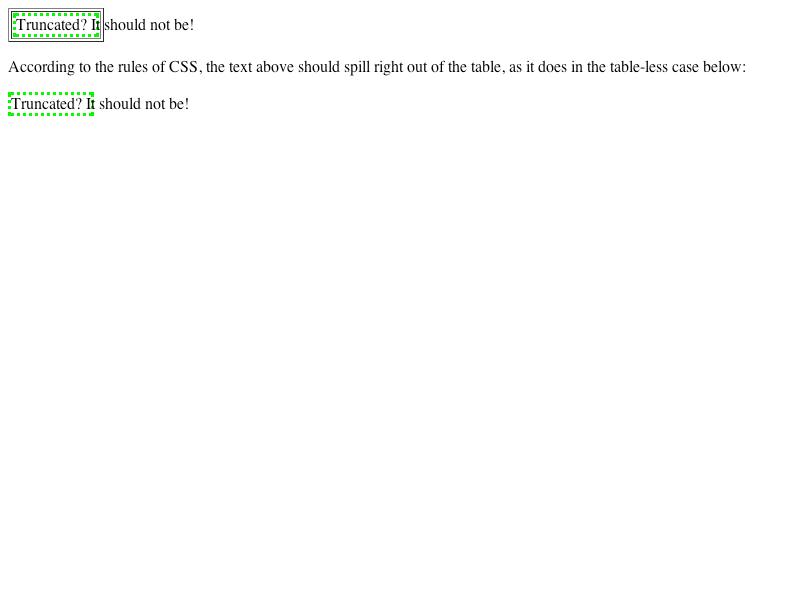 Truncated? It should not be!
According to the rules of CSS, the text above should spill right out of the table, as it does in the table-less case below:
Truncated? It should not be!